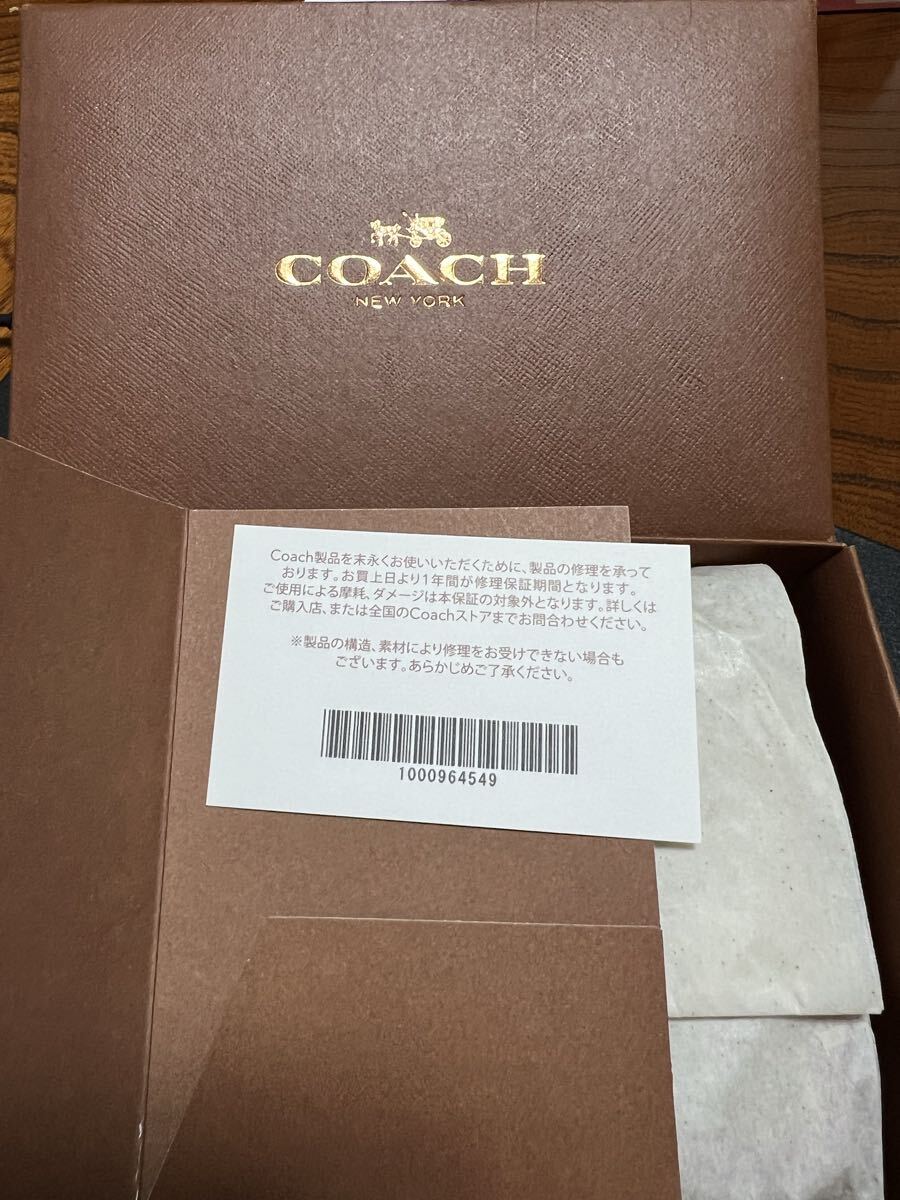 COACH
NEW YORK
Coach製品を末永くお使いいただくために、製品の修理を承って
おります。お買上日より1年間が修理保証期間となります。
ご使用による摩耗、ダメージは本保証の対象外となります。詳しくは
ご購入店、または全国のCoachストアまでお問合わせください。
※製品の構造、素材により修理をお受けできない場合も
ございます。あらかじめご了承ください。
1000964549